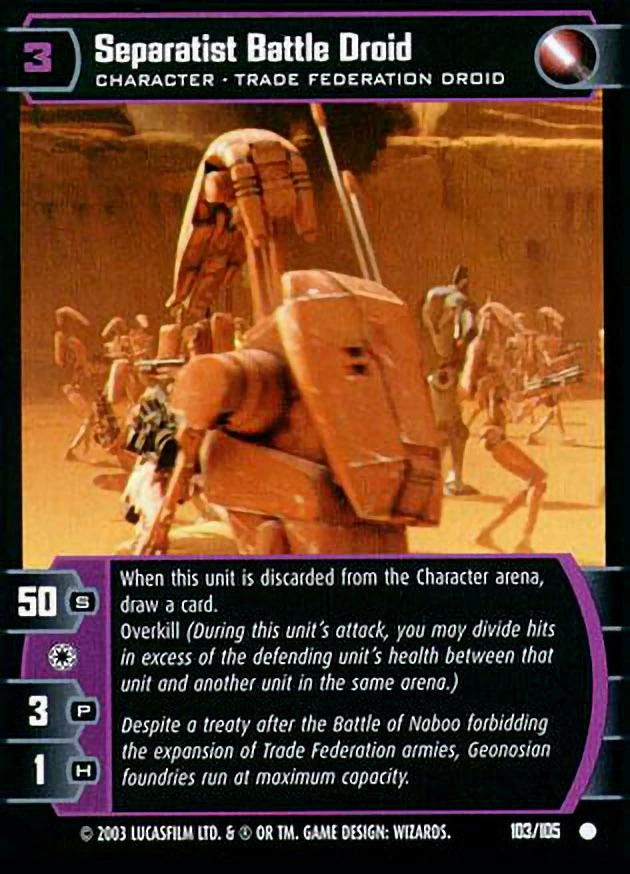 3
Separatist Battle Droid
CHARACTER · TRADE FEDERATION DROID
When this unit is discarded from the Character arena,
draw a card.
Overkill (During this unit's attack, you may divide hits
in excess of the defending unit's health between that
unit and another unit in the same arena.)
Despite a treaty after the Battle of Naboo forbidding
the expansion of Trade Federation armies, Geonosian
foundries run at maximum capacity.
50 S
3 P
1 H
© 2003 LUCASFILM LTD. & ® OR TM. GAME DESIGN: WIZARDS. 103/105